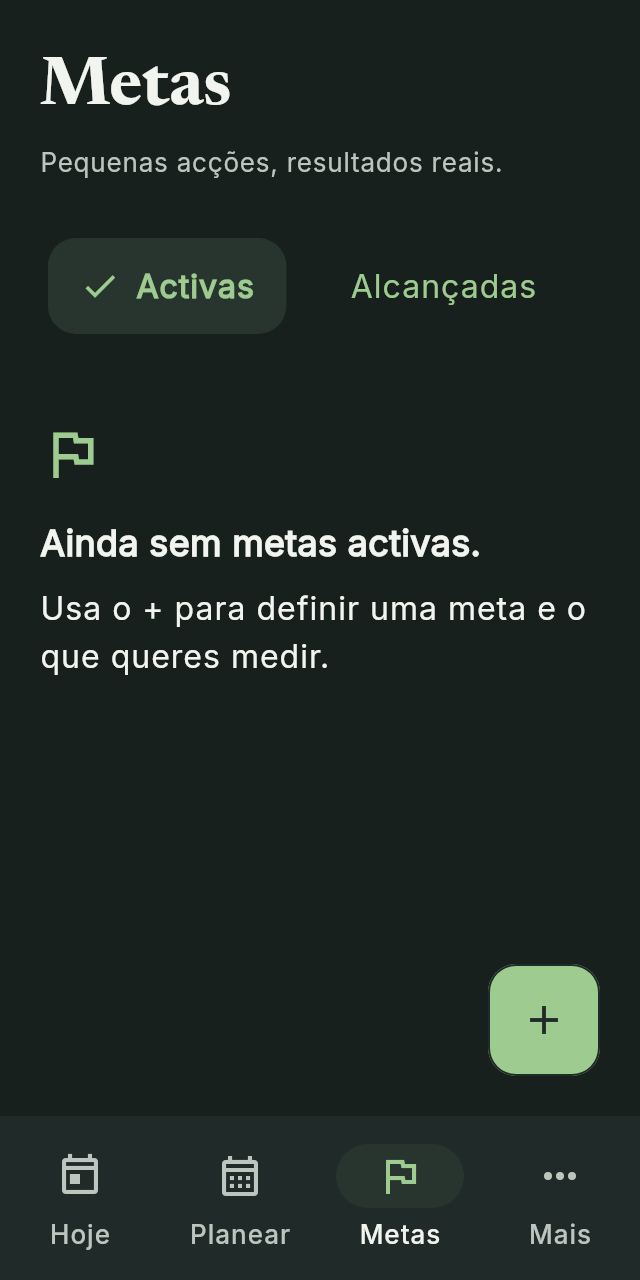 Metas
Pequenas acções, resultados reais.
Activas
Alcançadas
Ainda sem metas activas.
Usa o + para definir uma meta e o
que queres medir.
+
Hoje
Planear
Metas
Mais